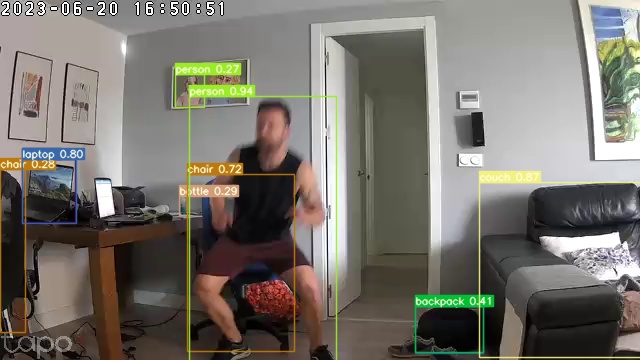 2023-06-20 16:50:51
person 0.27
person 0.94
laptop 0.80
chair 0.28
chair 0.72
bottle 0.29
couch 0.87
backpack 0.41
tapo